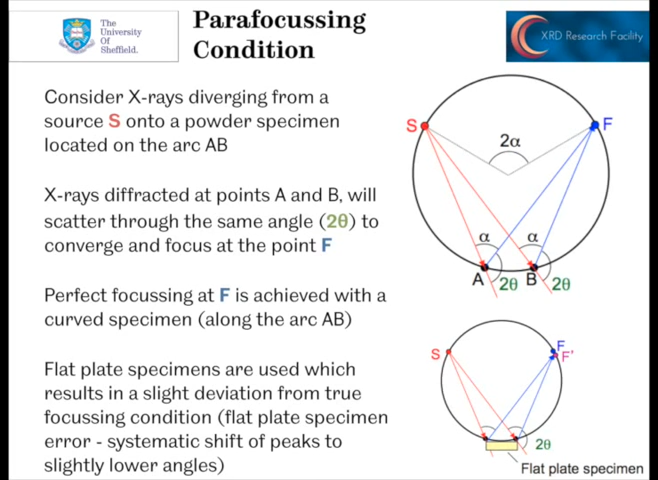 The
University
Of
Sheffield.
Parafocussing
Condition
XRD Research Facility
Consider X-rays diverging from a
source S onto a powder specimen
located on the arc AB
X-rays diffracted at points A and B, will
scatter through the same angle (2θ) to
converge and focus at the point F
Perfect focussing at F is achieved with a
curved specimen (along the arc AB)
Flat plate specimens are used which
results in a slight deviation from true
focussing condition (flat plate specimen
error - systematic shift of peaks to
slightly lower angles)
S
F
2α
α
α
A
2θ
B
2θ
S
F
F'
2θ
Flat plate specimen